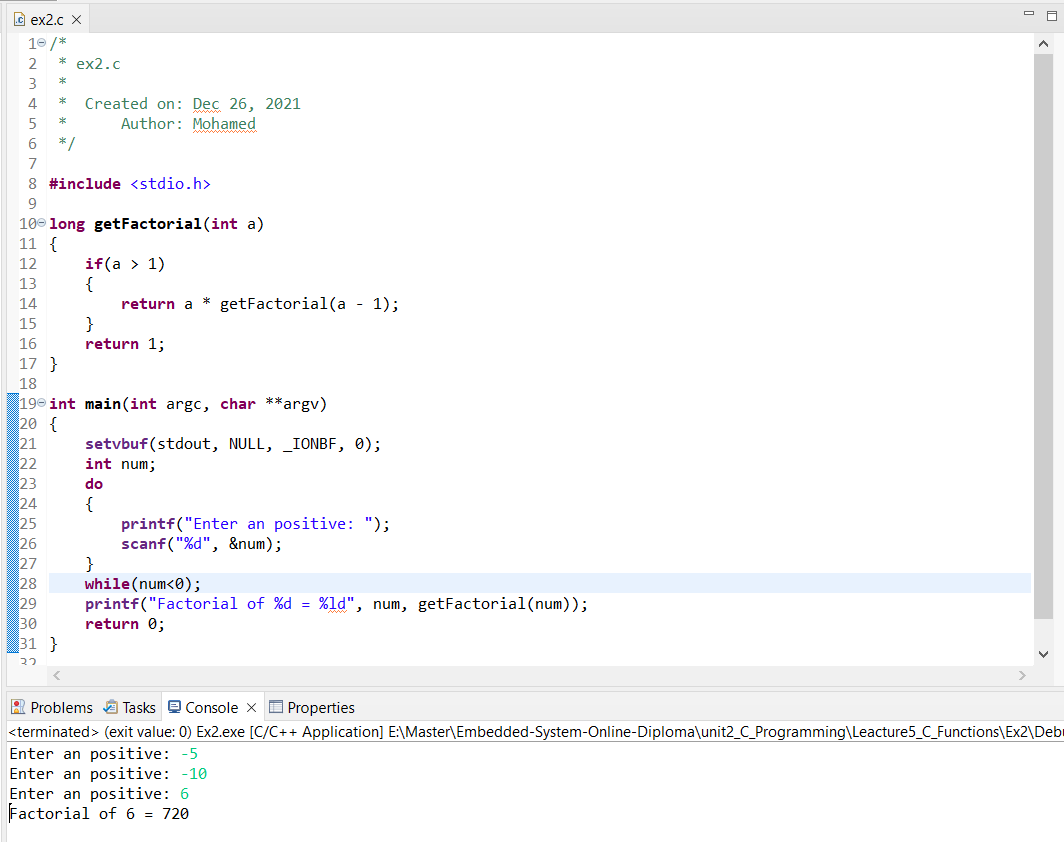 ex2.c
1 /*
2  * ex2.c
3  *
4  *  Created on: Dec 26, 2021
5  *      Author: Mohamed
6  */
7
8 #include <stdio.h>
9
10 long getFactorial(int a)
11 {
12     if(a > 1)
13     {
14         return a * getFactorial(a - 1);
15     }
16     return 1;
17 }
18
19 int main(int argc, char **argv)
20 {
21     setvbuf(stdout, NULL, _IONBF, 0);
22     int num;
23     do
24     {
25         printf("Enter an positive: ");
26         scanf("%d", &num);
27     }
28     while(num<0);
29     printf("Factorial of %d = %ld", num, getFactorial(num));
30     return 0;
31 }
32
Problems Tasks Console Properties
<terminated> (exit value: 0) Ex2.exe [C/C++ Application] E:\Master\Embedded-System-Online-Diploma\unit2_C_Programming\Leacture5_C_Functions\Ex2\Debu
Enter an positive: -5
Enter an positive: -10
Enter an positive: 6
Factorial of 6 = 720